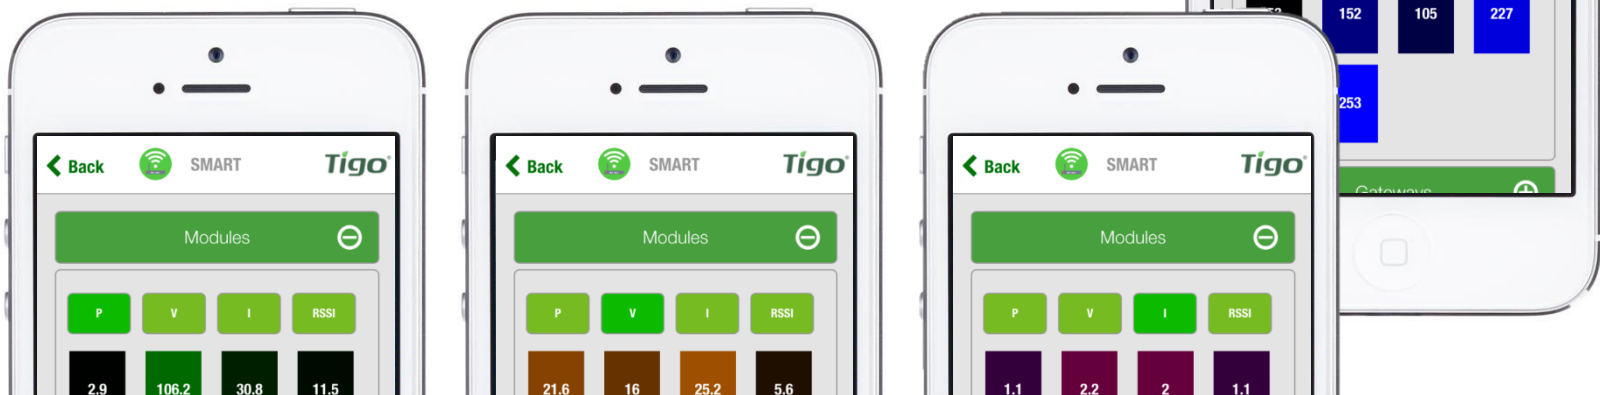 152 105 227
253
Gateways
Back SMART Tigo
Modules
P V I RSSI
2.9 106.2 30.8 11.5
Back SMART Tigo
Modules
P V I RSSI
21.6 16 25.2 5.6
Back SMART Tigo
Modules
P V I RSSI
1.1 2.2 2 1.1